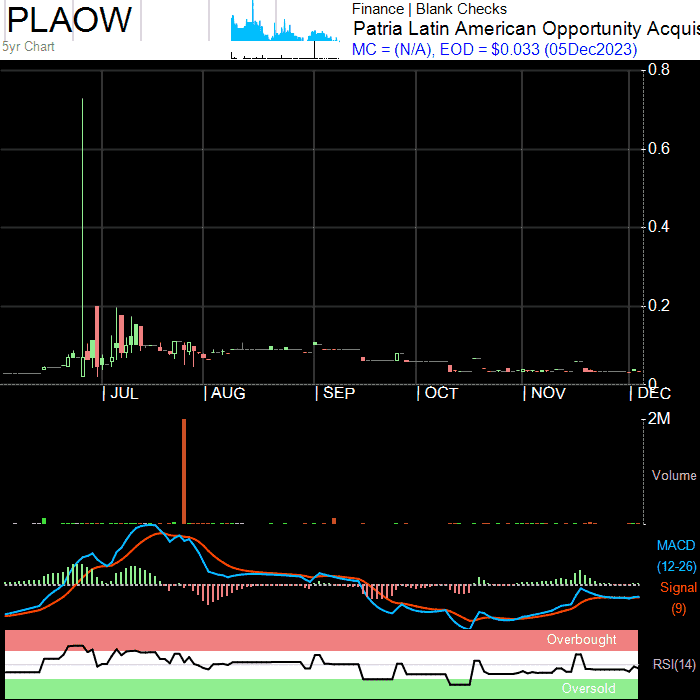 PLAOW
5yr Chart
Finance | Blank Checks
Patria Latin American Opportunity Acquis
MC = (N/A), EOD = $0.033 (05Dec2023)
0.8
0.6
0.4
0.2
0
JUL AUG SEP OCT NOV DEC
2M
Volume
MACD
(12-26)
Signal
(9)
Overbought
RSI(14)
Oversold